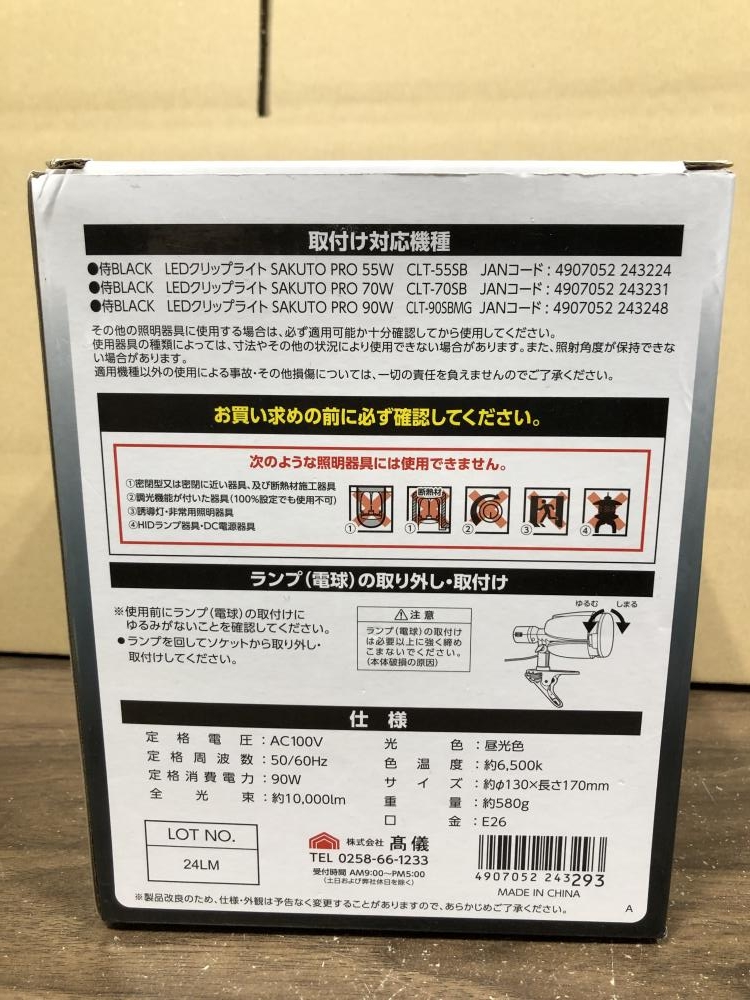 取付け対応機種
●侍BLACK LEDクリップライト SAKUTO PRO 55W CLT-55SB JANコード：4907052 243224
●侍BLACK LEDクリップライト SAKUTO PRO 70W CLT-70SB JANコード：4907052 243231
●侍BLACK LEDクリップライト SAKUTO PRO 90W CLT-90SBMG JANコード：4907052 243248
その他の照明器具に使用する場合は、必ず適用可能か十分確認してから使用してください。
使用器具の種類によっては、寸法やその他の状況により使用できない場合があります。また、照射角度が保持できな
い場合があります。
適用機種以外の使用による事故・その他損傷については、一切の責任を負えませんのでご了承ください。
お買い求めの前に必ず確認してください。
次のような照明器具には使用できません。
①密閉型又は密閉に近い器具、及び断熱材施工器具
②調光機能が付いた器具（100％設定でも使用不可）
③誘導灯・非常用照明器具
④HIDランプ器具・DC電源器具
断熱材
① ① ② ③ ④
ランプ（電球）の取り外し・取付け
※使用前にランプ（電球）の取付けに
ゆるみがないことを確認してください。
●ランプを回してソケットから取り外し・
取付けしてください。
⚠注意
ランプ（電球）の取付け
は必要以上に強く締め
こまないでください。
（本体破損の原因）
ゆるむ しまる
仕様
定格電圧：AC100V
定格周波数：50/60Hz
定格消費電力：90W
全光束：約10,000lm
光色：昼光色
色温度：約6,500k
サイズ：約φ130×長さ170mm
重量：約580g
口金：E26
LOT NO.
24LM
株式会社 髙儀
TEL 0258-66-1233
受付時間 AM9:00～PM5:00
（土日および弊社休日を除く）
4907052 243293
MADE IN CHINA
※製品改良のため、仕様・外観は予告なく変更することがありますので、あらかじめご了承ください。
A